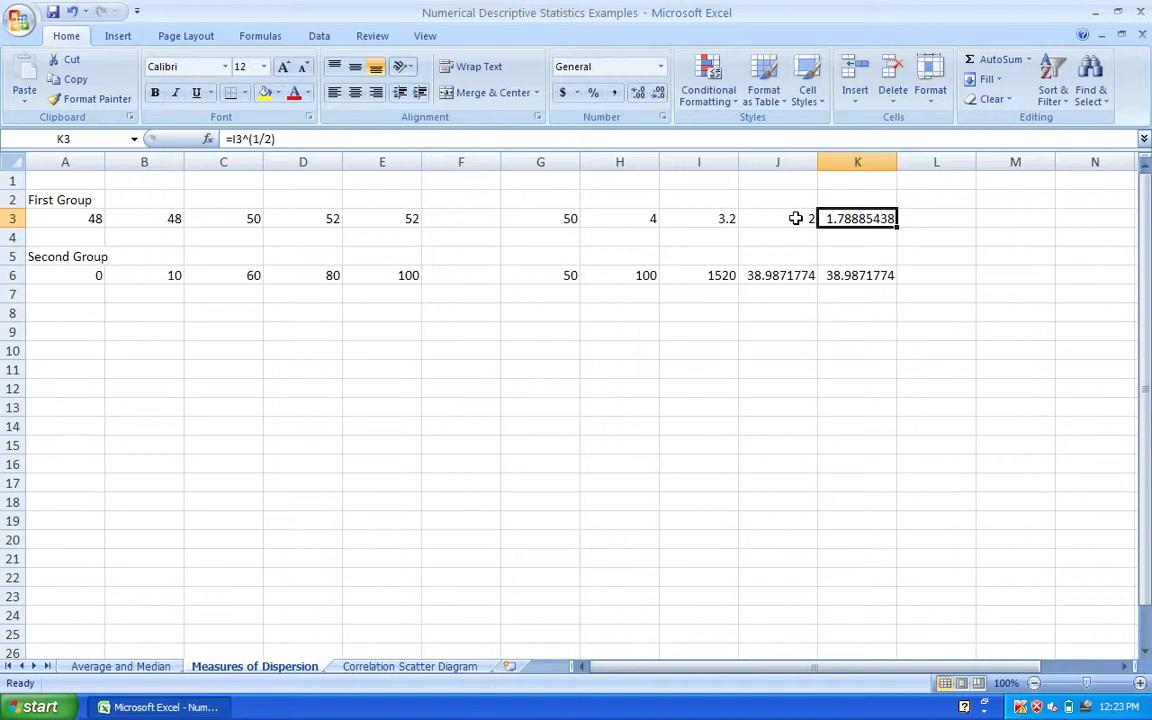 Numerical Descriptive Statistics Examples - Microsoft Excel
Home Insert Page Layout Formulas Data Review View
Paste
Cut
Copy
Format Painter
Clipboard
Calibri 12
B I U A
Font
Wrap Text
Merge & Center
Alignment
General
$ % ,
Number
Conditional Formatting
Format as Table
Cell Styles
Styles
Insert Delete Format
Cells
AutoSum
Fill
Clear
Sort & Filter
Find & Select
Editing
K3 fx =I3^(1/2)
A B C D E F G H I J K L M N
1
2 First Group
3 48 48 50 52 52 50 4 3.2 2 1.78885438
4
5 Second Group
6 0 10 60 80 100 50 100 1520 38.9871774 38.9871774
7
8
9
10
11
12
13
14
15
16
17
18
19
20
21
22
23
24
25
26
Average and Median Measures of Dispersion Correlation Scatter Diagram
Ready 100%
start Microsoft Excel - Num... 12:23 PM